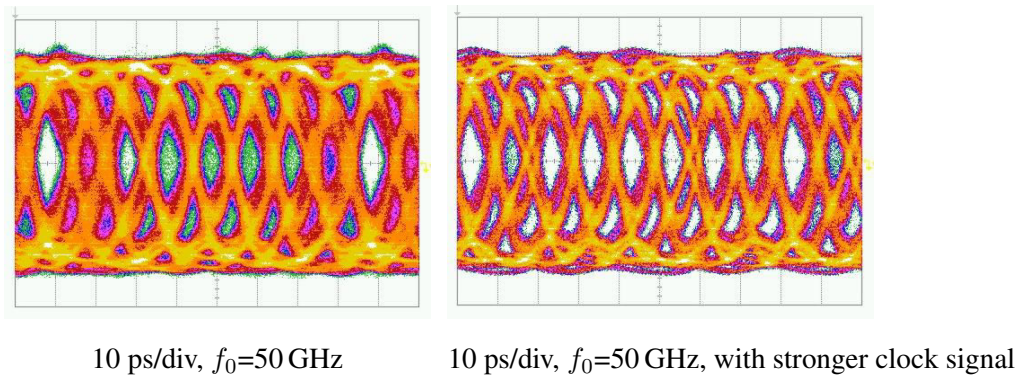 10 ps/div, f₀=50 GHz
10 ps/div, f₀=50 GHz, with stronger clock signal